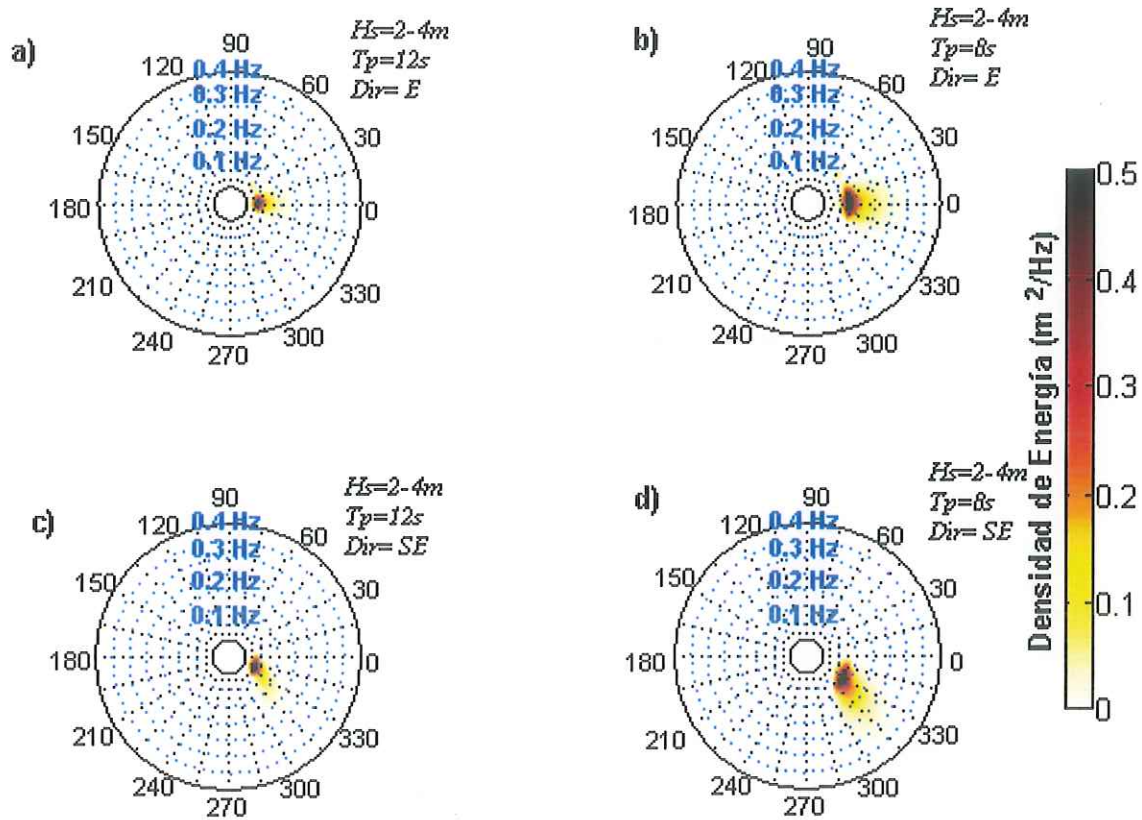 a)
Hs=2-4m
Tp=12s
Dir= E
90
120
60
0.4 Hz
0.3 Hz
0.2 Hz
0.1 Hz
150
30
180
0
210
330
240
300
270
b)
Hs=2-4m
Tp=8s
Dir= E
90
120
60
0.4 Hz
0.3 Hz
0.2 Hz
0.1 Hz
150
30
180
0
210
330
240
300
270
c)
Hs=2-4m
Tp=12s
Dir= SE
90
120
60
0.4 Hz
0.3 Hz
0.2 Hz
0.1 Hz
150
30
180
0
210
330
240
300
270
d)
Hs=2-4m
Tp=8s
Dir= SE
90
120
60
0.4 Hz
0.3 Hz
0.2 Hz
0.1 Hz
150
30
180
0
210
330
240
300
270
Densidad de Energía (m²/Hz)
0.5
0.4
0.3
0.2
0.1
0